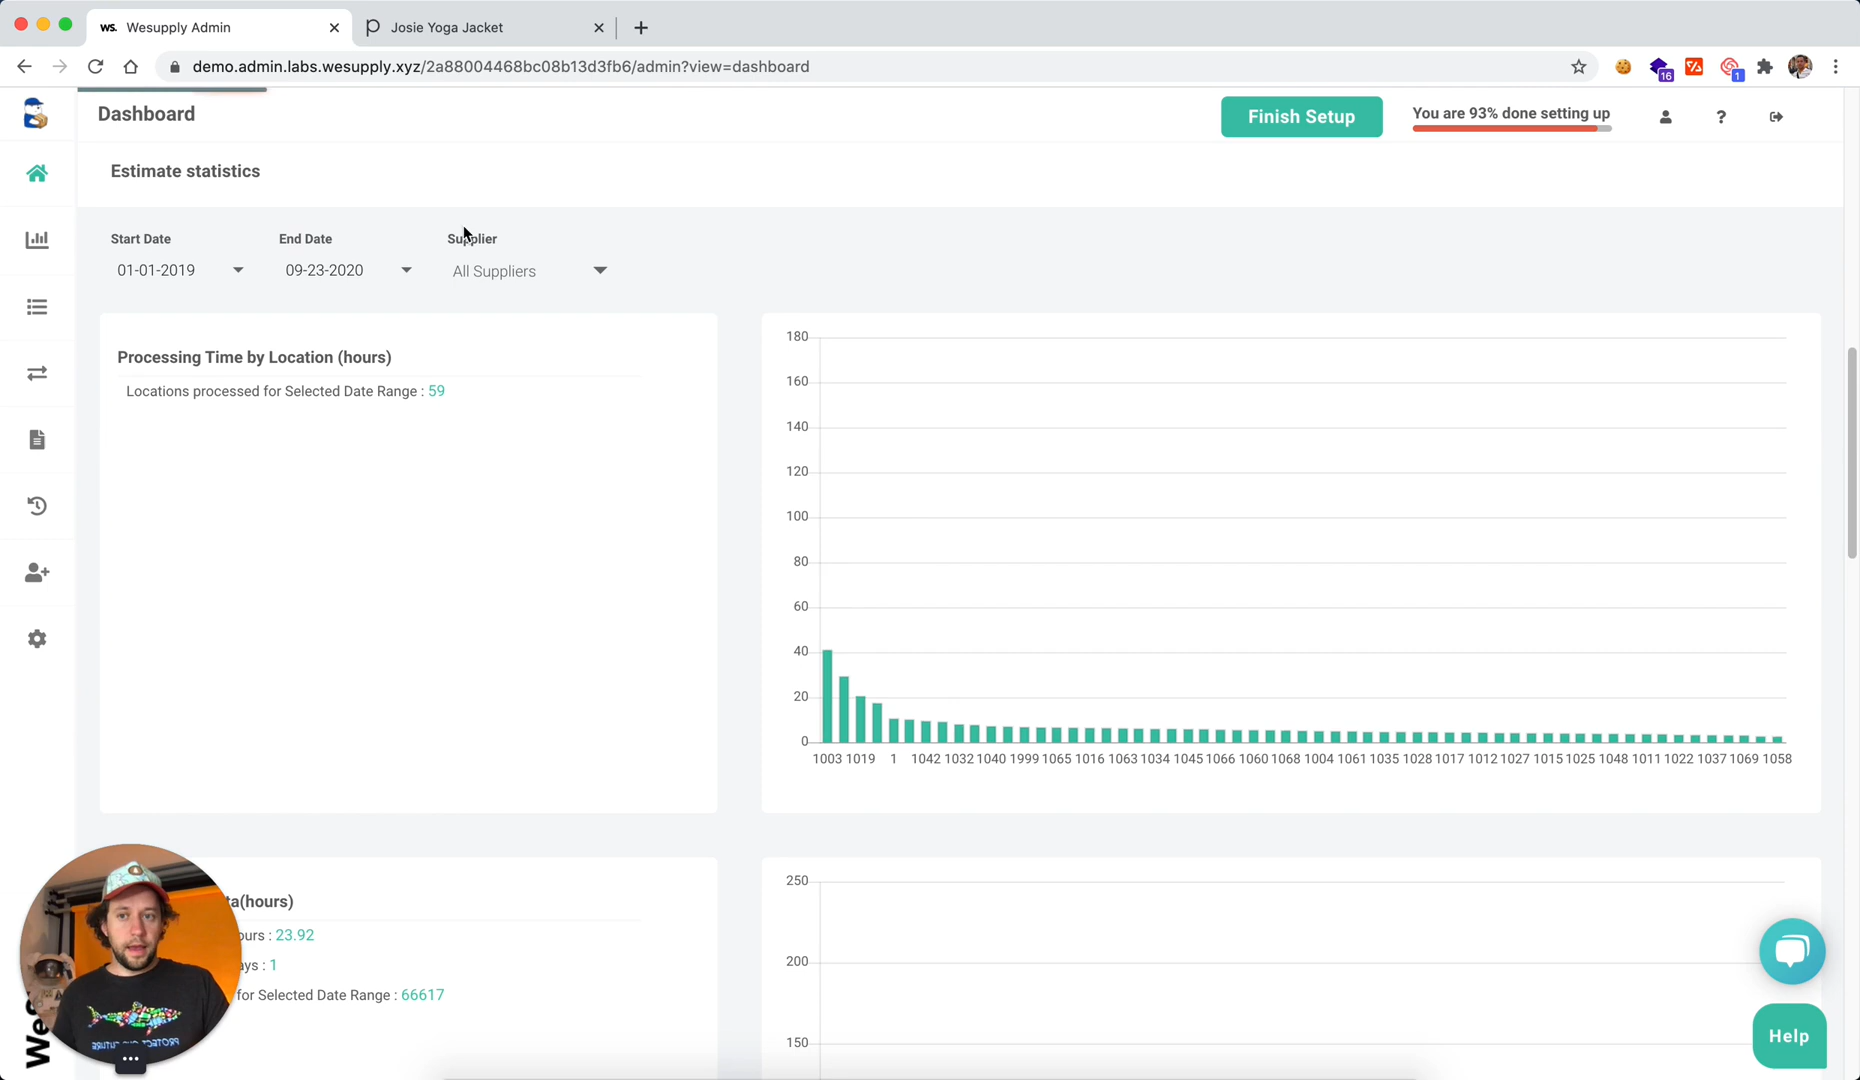 ws. Wesupply Admin
Josie Yoga Jacket
demo.admin.labs.wesupply.xyz/2a88004468bc08b13d3fb6/admin?view=dashboard
16
1
Dashboard
Finish Setup
You are 93% done setting up
?
Estimate statistics
Start Date
End Date
Supplier
01-01-2019
09-23-2020
All Suppliers
Processing Time by Location (hours)
Locations processed for Selected Date Range : 59
180
160
140
120
100
80
60
40
20
0
1003 1019 1 1042 1032 1040 1999 1065 1016 1063 1034 1045 1066 1060 1068 1004 1061 1035 1028 1017 1012 1027 1015 1025 1048 1011 1022 1037 1069 1058
ta(hours)
ours : 23.92
ays : 1
for Selected Date Range : 66617
250
200
150
Help